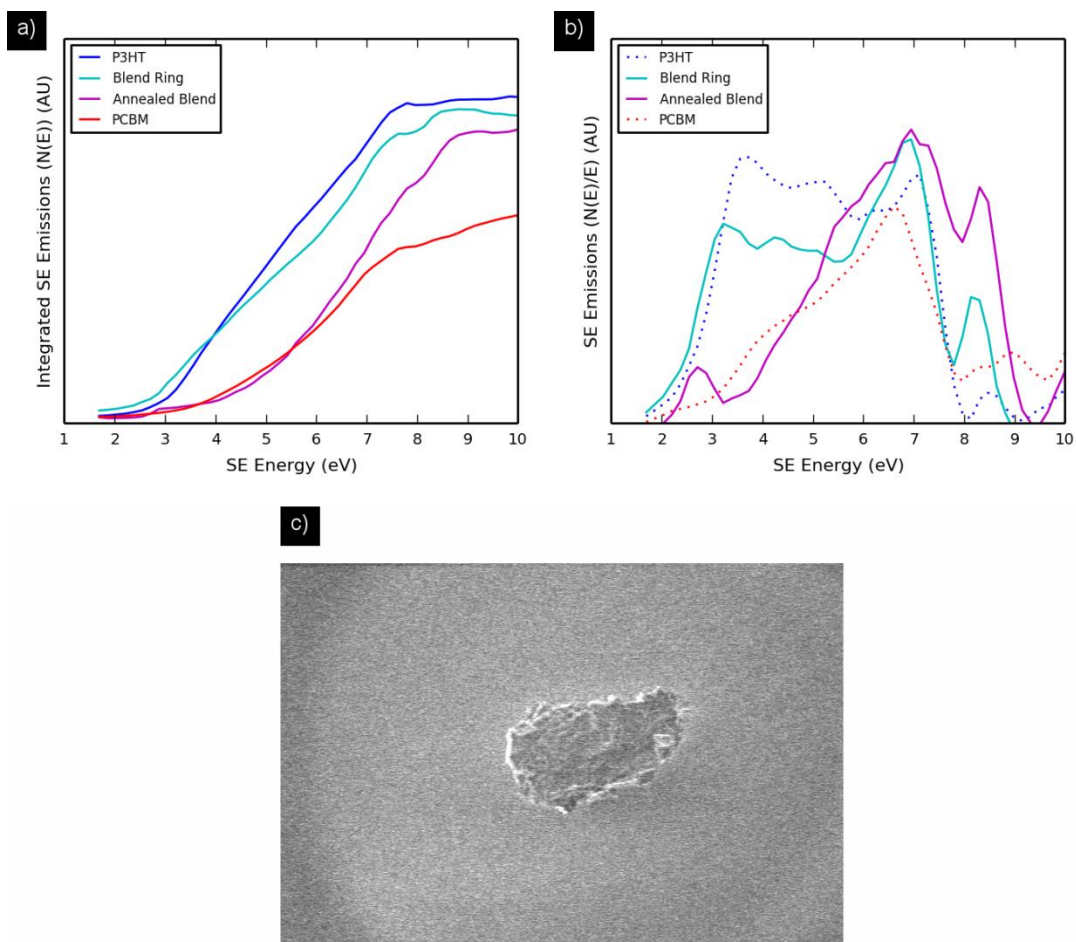 a)
P3HT
Blend Ring
Annealed Blend
PCBM
Integrated SE Emissions (N(E)) (AU)
1 2 3 4 5 6 7 8 9 10
SE Energy (eV)
b)
P3HT
Blend Ring
Annealed Blend
PCBM
SE Emissions (N(E)/E) (AU)
1 2 3 4 5 6 7 8 9 10
SE Energy (eV)
c)